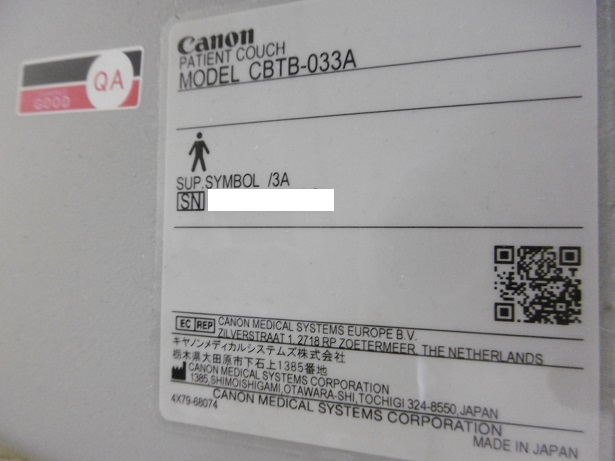 QA
GOOD
Canon
PATIENT COUCH
MODEL CBTB-033A
SUP.SYMBOL /3A
SN
EC REP CANON MEDICAL SYSTEMS EUROPE B.V.
ZILVERSTRAAT 1, 2718 RP ZOETERMEER, THE NETHERLANDS
キヤノンメディカルシステムズ株式会社
栃木県大田原市下石上1385番地
CANON MEDICAL SYSTEMS CORPORATION
1385,SHIMOISHIGAMI,OTAWARA-SHI,TOCHIGI 324-8550,JAPAN
4X79-68074
CANON MEDICAL SYSTEMS CORPORATION
MADE IN JAPAN